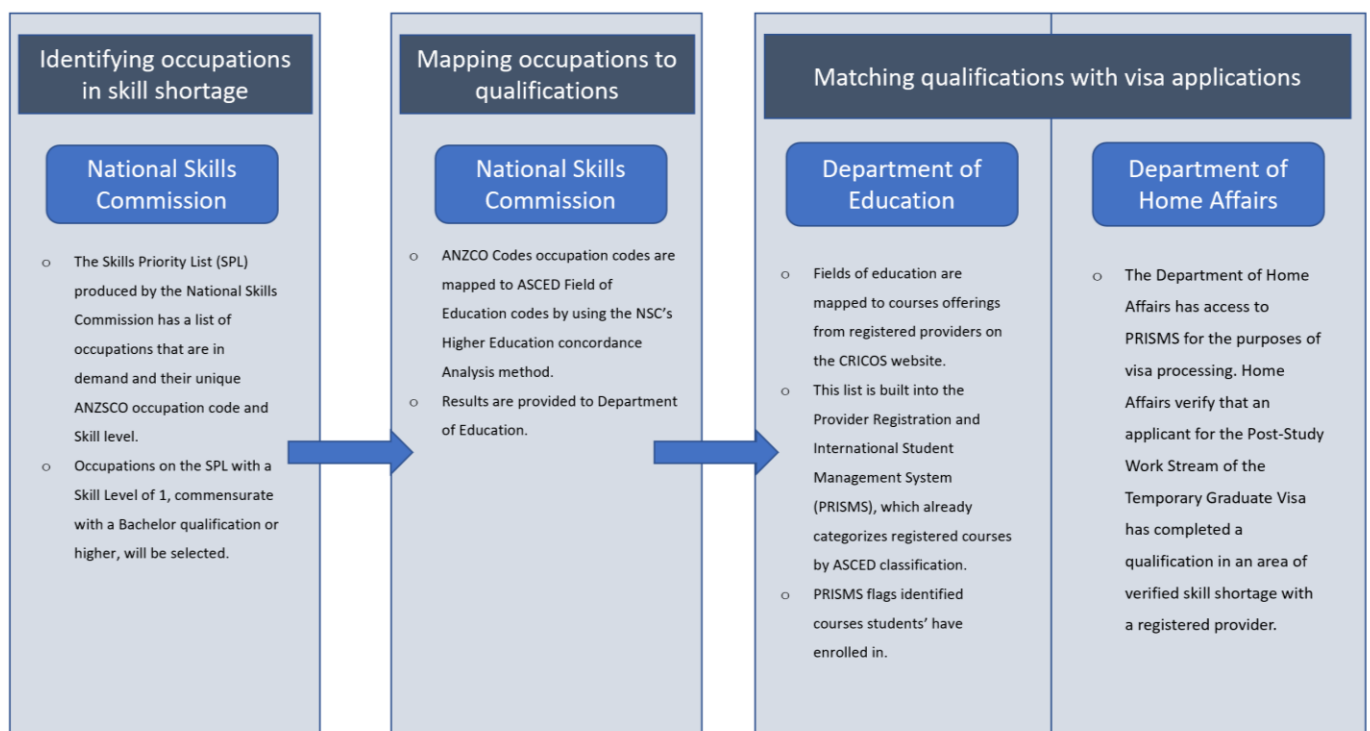 Identifying occupations
in skill shortage
National Skills
Commission
o The Skills Priority List (SPL)
produced by the National Skills
Commission has a list of
occupations that are in
demand and their unique
ANZSCO occupation code and
Skill level.
o Occupations on the SPL with a
Skill Level of 1, commensurate
with a Bachelor qualification or
higher, will be selected.
Mapping occupations to
qualifications
National Skills
Commission
o ANZCO Codes occupation codes are
mapped to ASCED Field of
Education codes by using the NSC's
Higher Education concordance
Analysis method.
o Results are provided to Department
of Education.
Matching qualifications with visa applications
Department of
Education
o Fields of education are
mapped to courses offerings
from registered providers on
the CRICOS website.
o This list is built into the
Provider Registration and
International Student
Management System
(PRISMS), which already
categorizes registered courses
by ASCED classification.
o PRISMS flags identified
courses students' have
enrolled in.
Department of
Home Affairs
o The Department of Home
Affairs has access to
PRISMS for the purposes of
visa processing. Home
Affairs verify that an
applicant for the Post-Study
Work Stream of the
Temporary Graduate Visa
has completed a
qualification in an area of
verified skill shortage with
a registered provider.